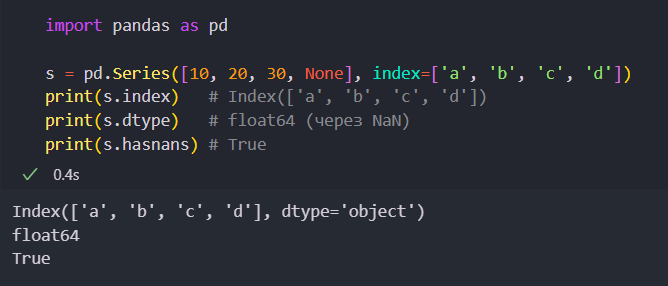 import pandas as pd
s = pd.Series([10, 20, 30, None], index=['a', 'b', 'c', 'd'])
print(s.index)   # Index(['a', 'b', 'c', 'd'])
print(s.dtype)   # float64 (через NaN)
print(s.hasnans) # True
0.4s
Index(['a', 'b', 'c', 'd'], dtype='object')
float64
True